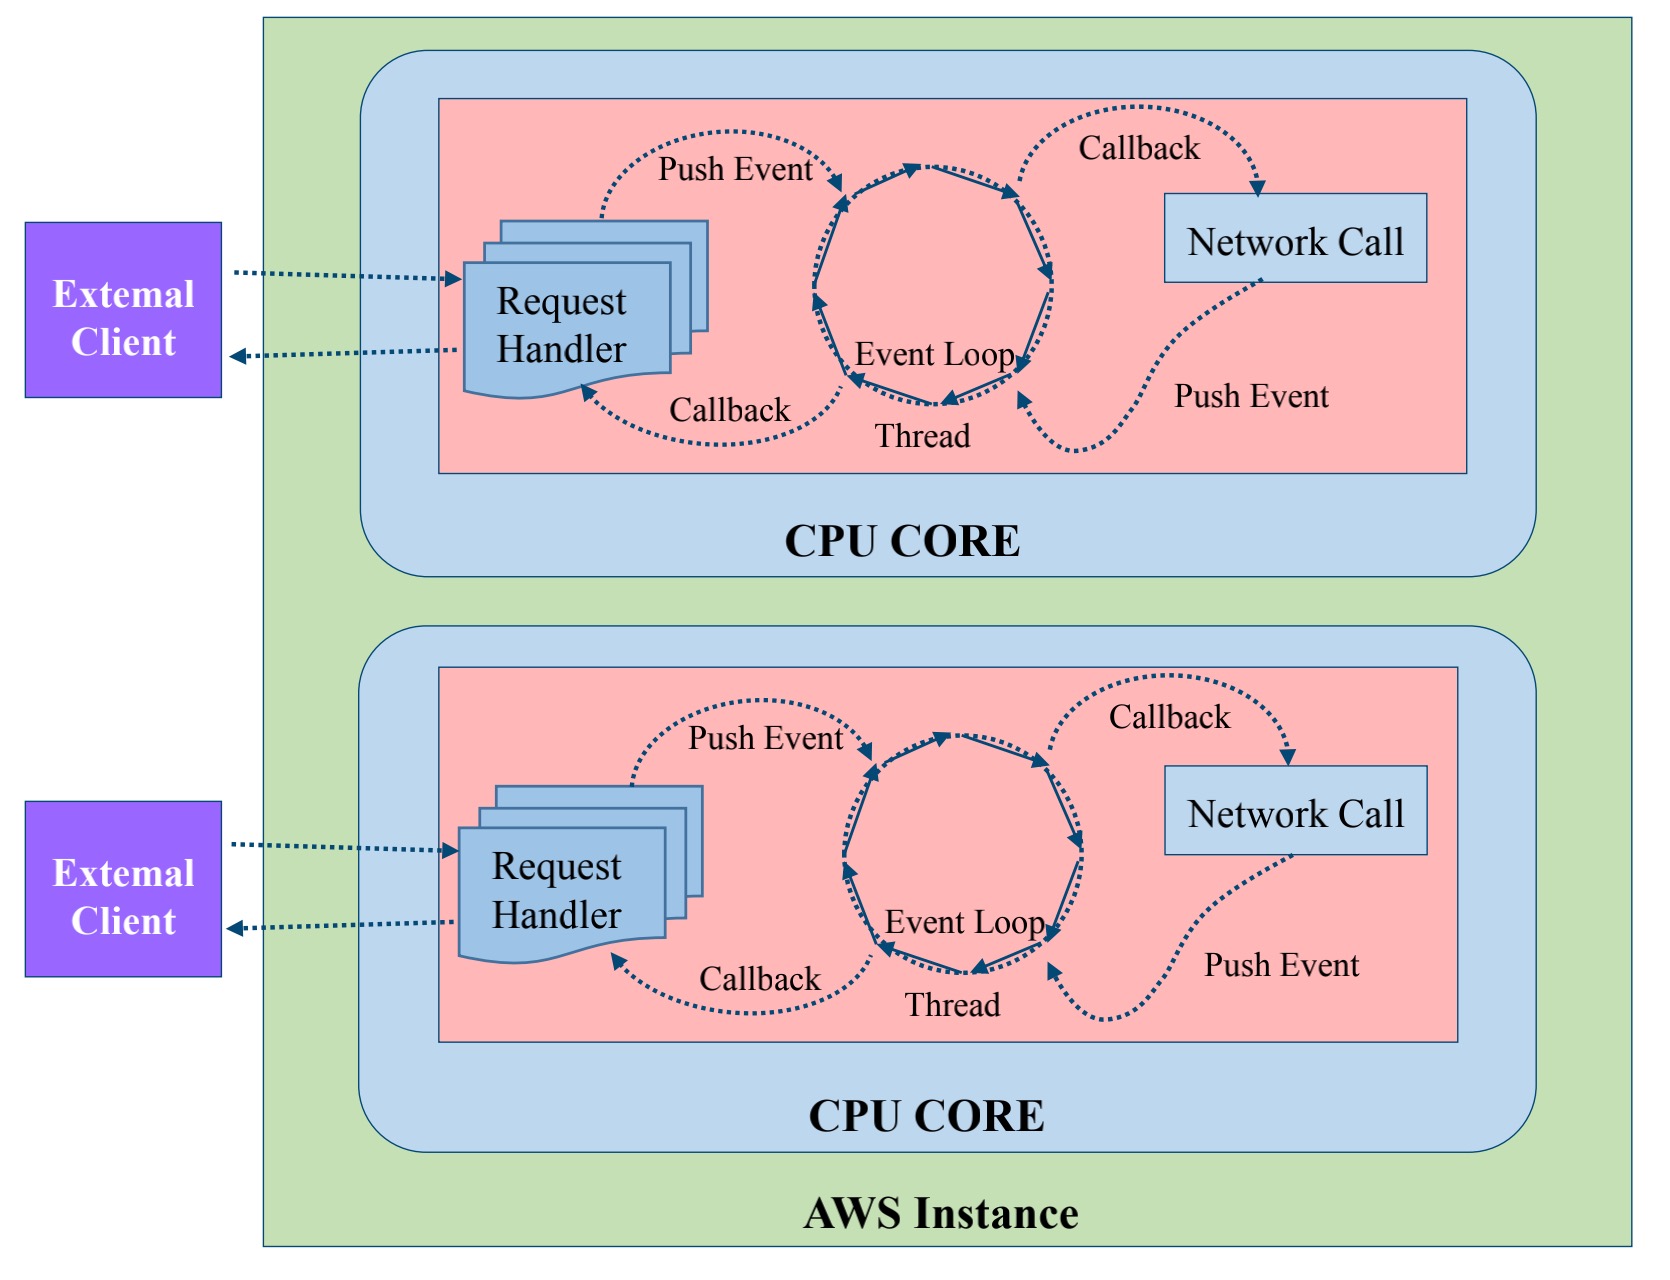 Push Event
Callback
Network Call
Extemal
Client
Request
Handler
Event Loop
Callback
Push Event
Thread
CPU CORE
Push Event
Callback
Network Call
Extemal
Client
Request
Handler
Event Loop
Callback
Push Event
Thread
CPU CORE
AWS Instance